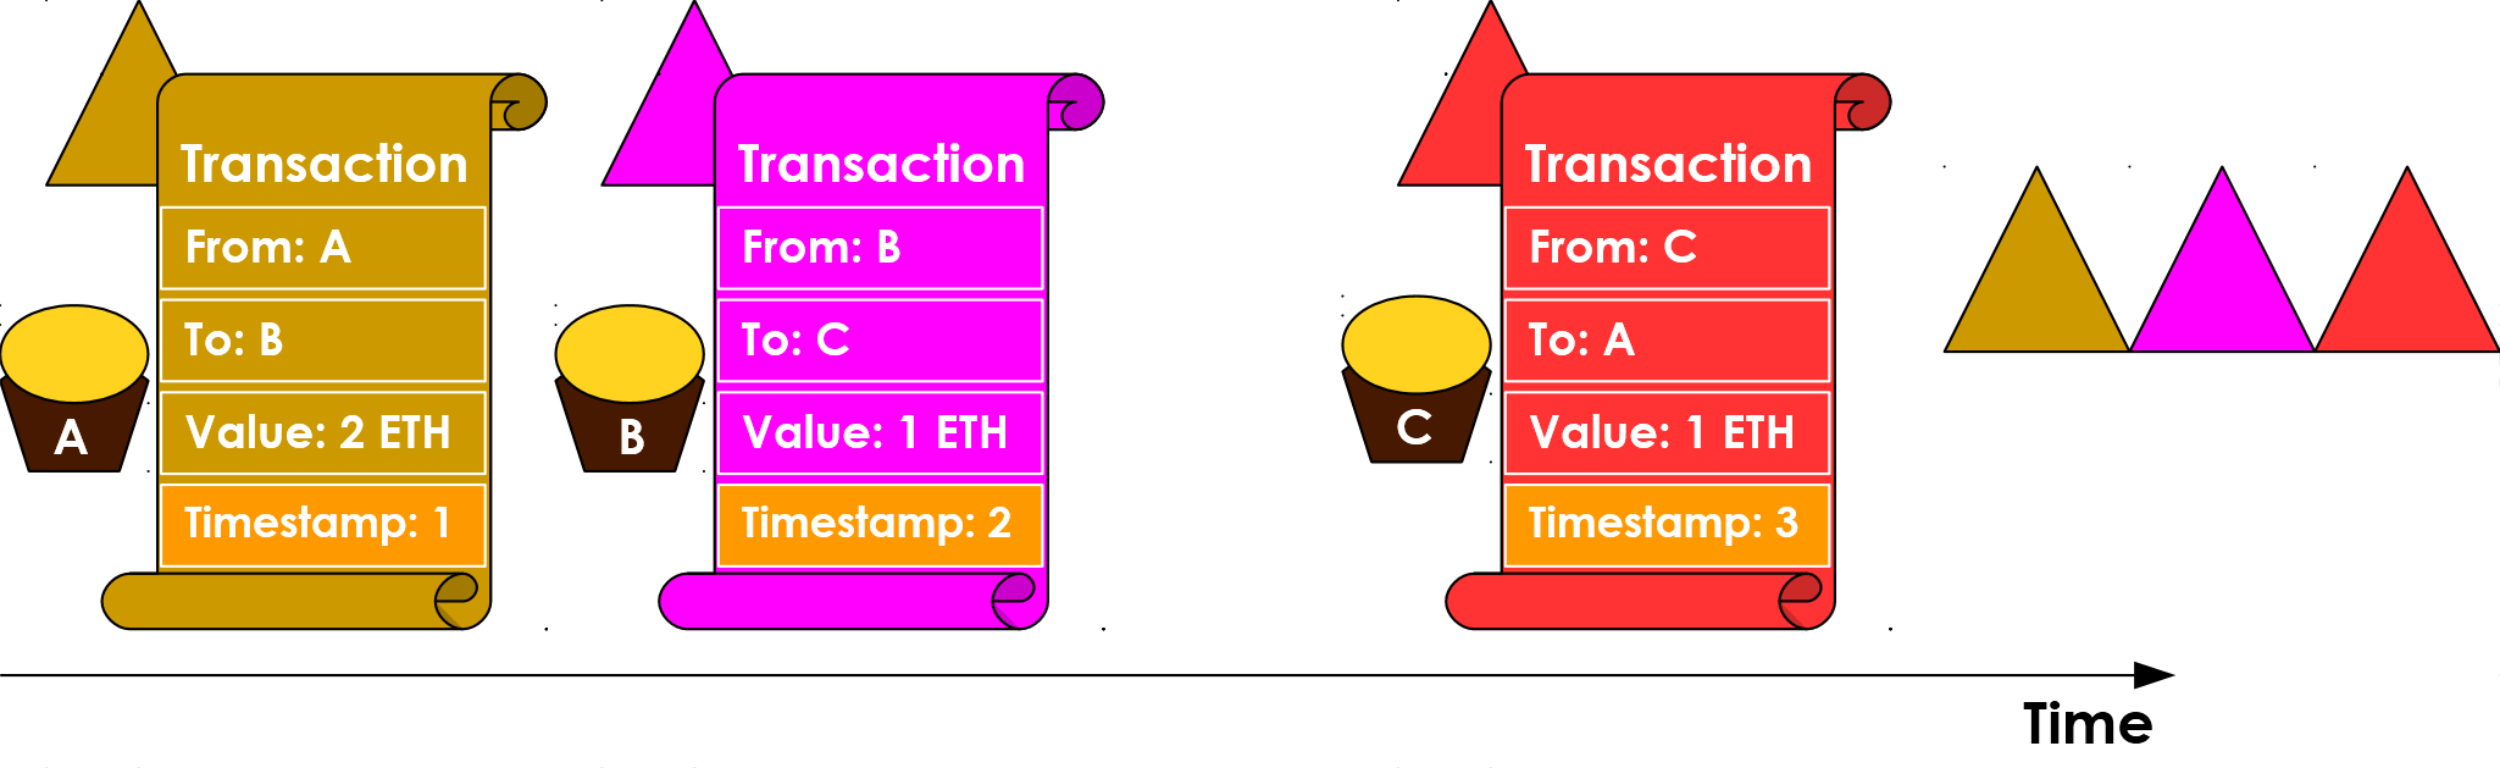 Transaction
From: A
To: B
Value: 2 ETH
Timestamp: 1
A
Transaction
From: B
To: C
Value: 1 ETH
Timestamp: 2
B
Transaction
From: C
To: A
Value: 1 ETH
Timestamp: 3
C
Time